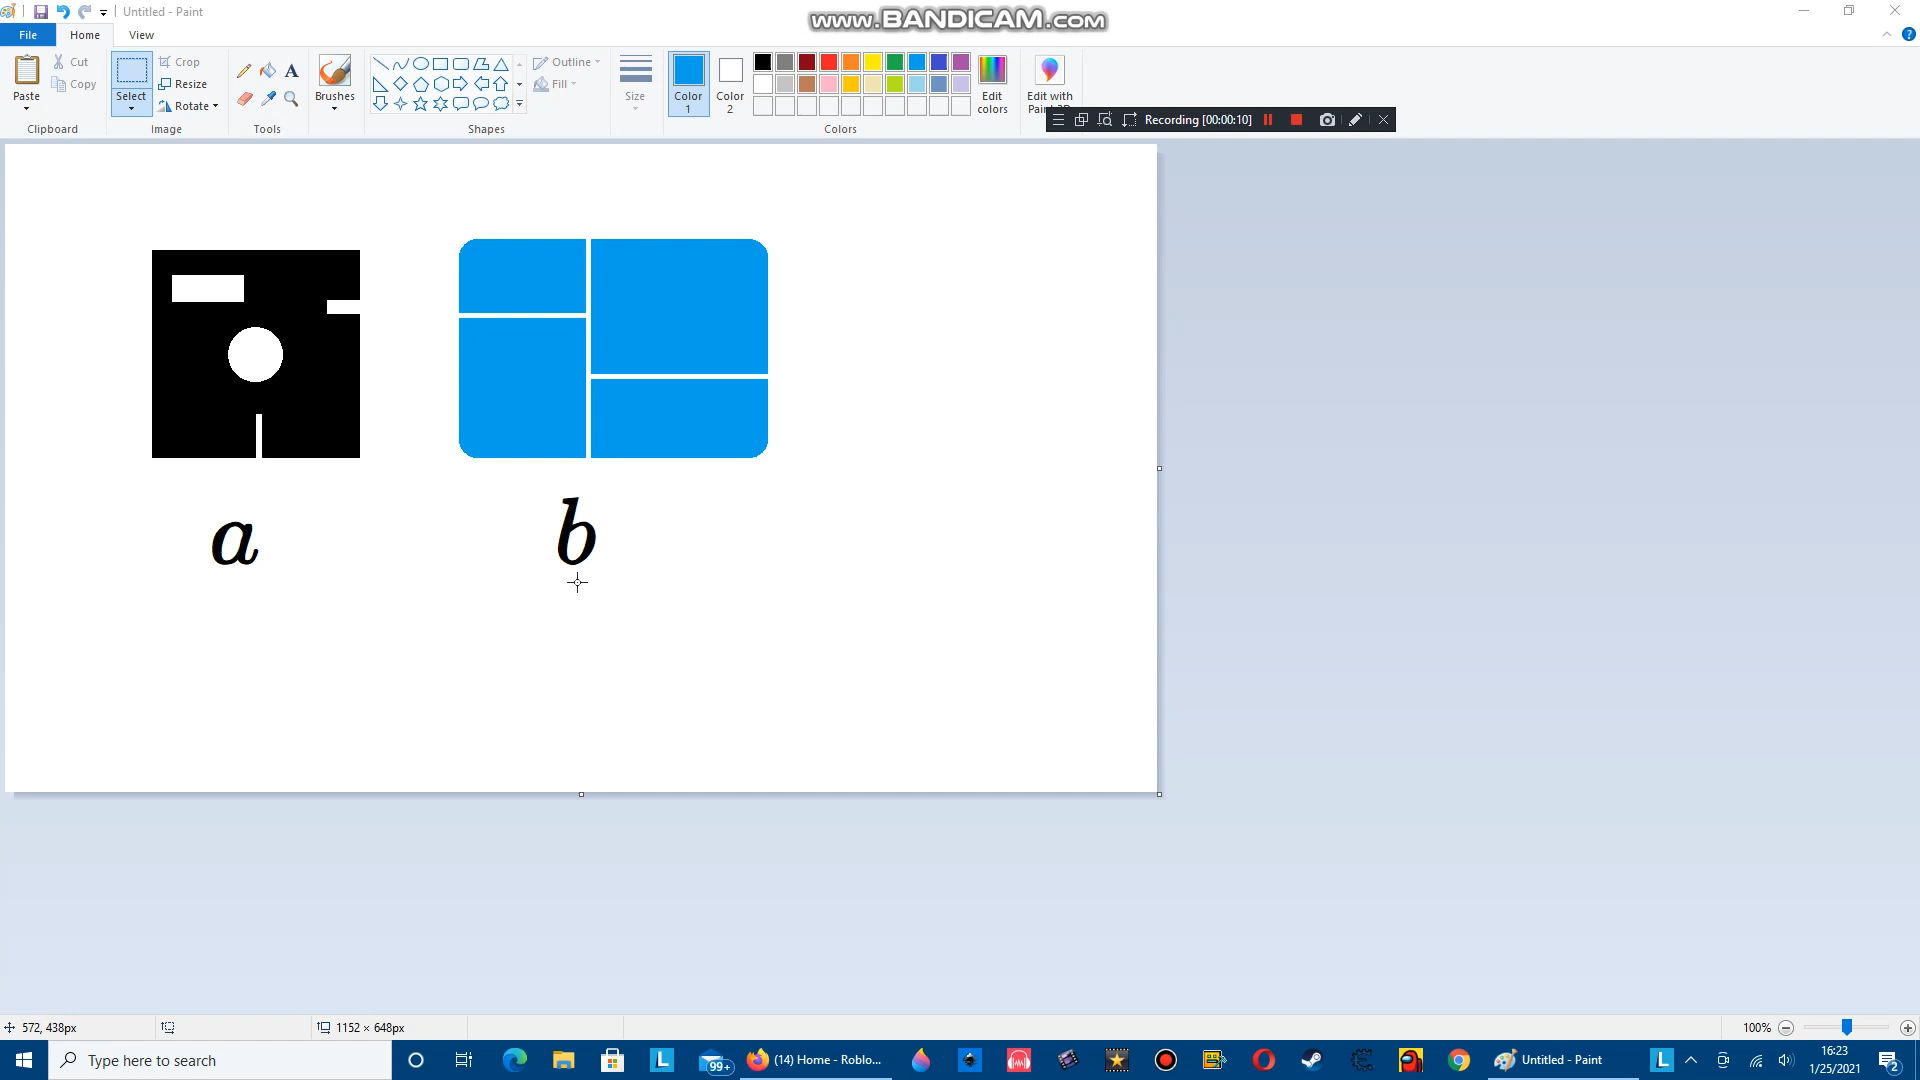 Untitled - Paint
www.BANDICAM.com
File Home View
Paste
Cut
Copy
Clipboard
Select
Crop
Resize
Rotate
Image
Tools
Brushes
Shapes
Outline
Fill
Size
Color 1
Color 2
Colors
Edit colors
Edit with
Recording [00:00:10]
a b
572, 438px
1152 × 648px
100%
Type here to search
99+
(14) Home - Roblo...
Untitled - Paint
16:23
1/25/2021
2